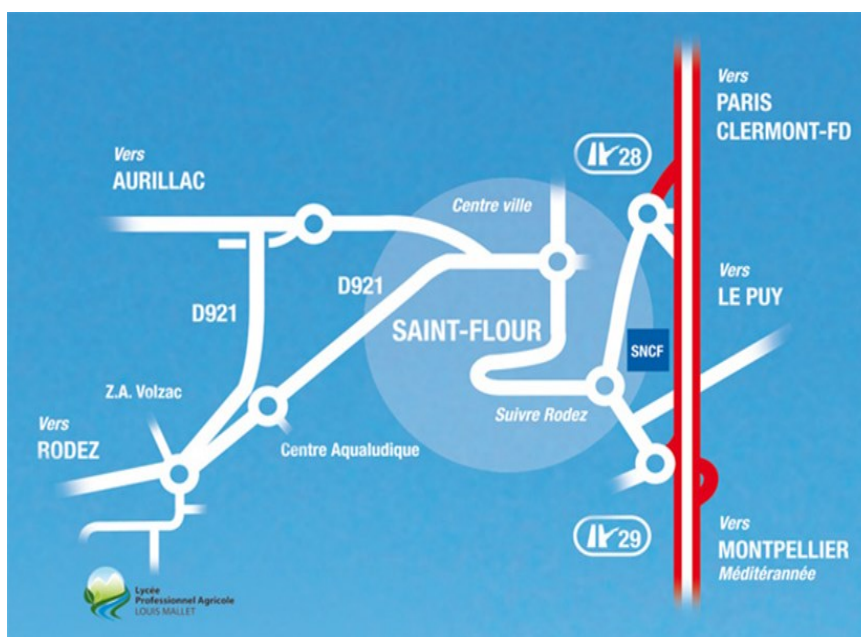 Vers
PARIS
CLERMONT-FD
28
Vers
AURILLAC
Centre ville
D921
D921
Vers
LE PUY
SAINT-FLOUR
SNCF
Z.A. Volzac
Suivre Rodez
Vers
RODEZ
Centre Aqualudique
29
Vers
MONTPELLIER
Méditérannée
Lycée
Professionnel Agricole
LOUIS MALLET